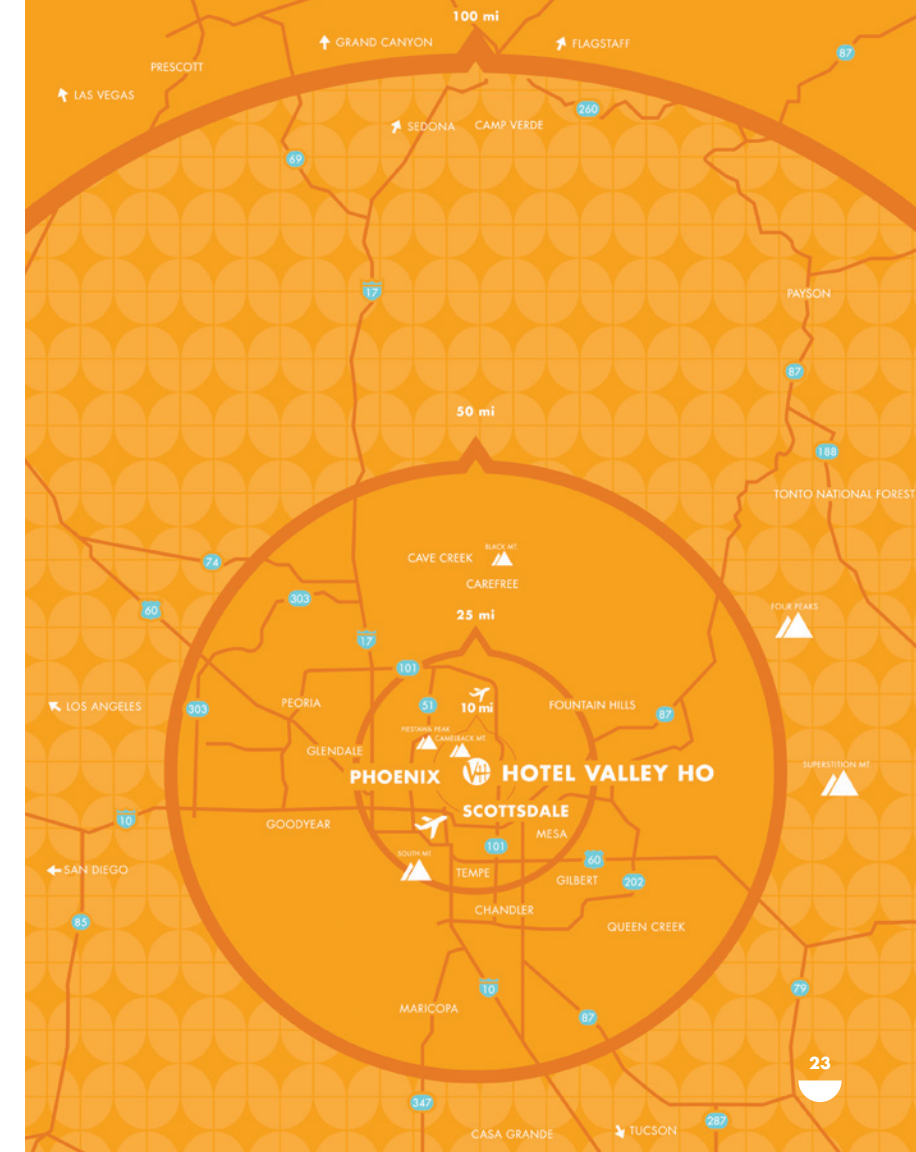 100 mi
GRAND CANYON
FLAGSTAFF
87
PRESCOTT
LAS VEGAS
260
SEDONA
CAMP VERDE
69
17
PAYSON
87
50 mi
188
TONTO NATIONAL FOREST
BLACK MT.
CAVE CREEK
74
CAREFREE
303
60
FOUR PEAKS
25 mi
17
101
PEORIA
51
10 mi
FOUNTAIN HILLS
LOS ANGELES
303
87
PIESTAWA PEAK
CAMELBACK MT.
GLENDALE
SUPERSTITION MT.
PHOENIX
VH
HOTEL VALLEY HO
SCOTTSDALE
10
GOODYEAR
MESA
101
SOUTH MT.
60
SAN DIEGO
TEMPE
GILBERT
202
CHANDLER
85
QUEEN CREEK
10
79
MARICOPA
87
23
347
287
CASA GRANDE
TUCSON